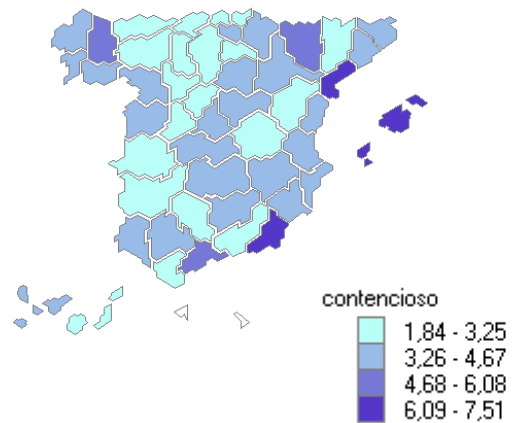 contencioso
1,84 - 3,25
3,26 - 4,67
4,68 - 6,08
6,09 - 7,51